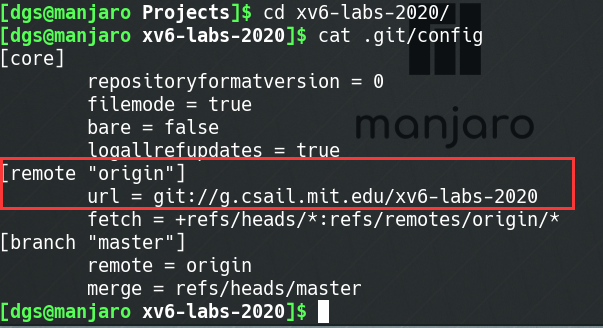 [dgs@manjaro Projects]$ cd xv6-labs-2020/
[dgs@manjaro xv6-labs-2020]$ cat .git/config
[core]
        repositoryformatversion = 0
        filemode = true
        bare = false
        logallrefupdates = true
manjaro
[remote "origin"]
        url = git://g.csail.mit.edu/xv6-labs-2020
        fetch = +refs/heads/*:refs/remotes/origin/*
[branch "master"]
        remote = origin
        merge = refs/heads/master
[dgs@manjaro xv6-labs-2020]$